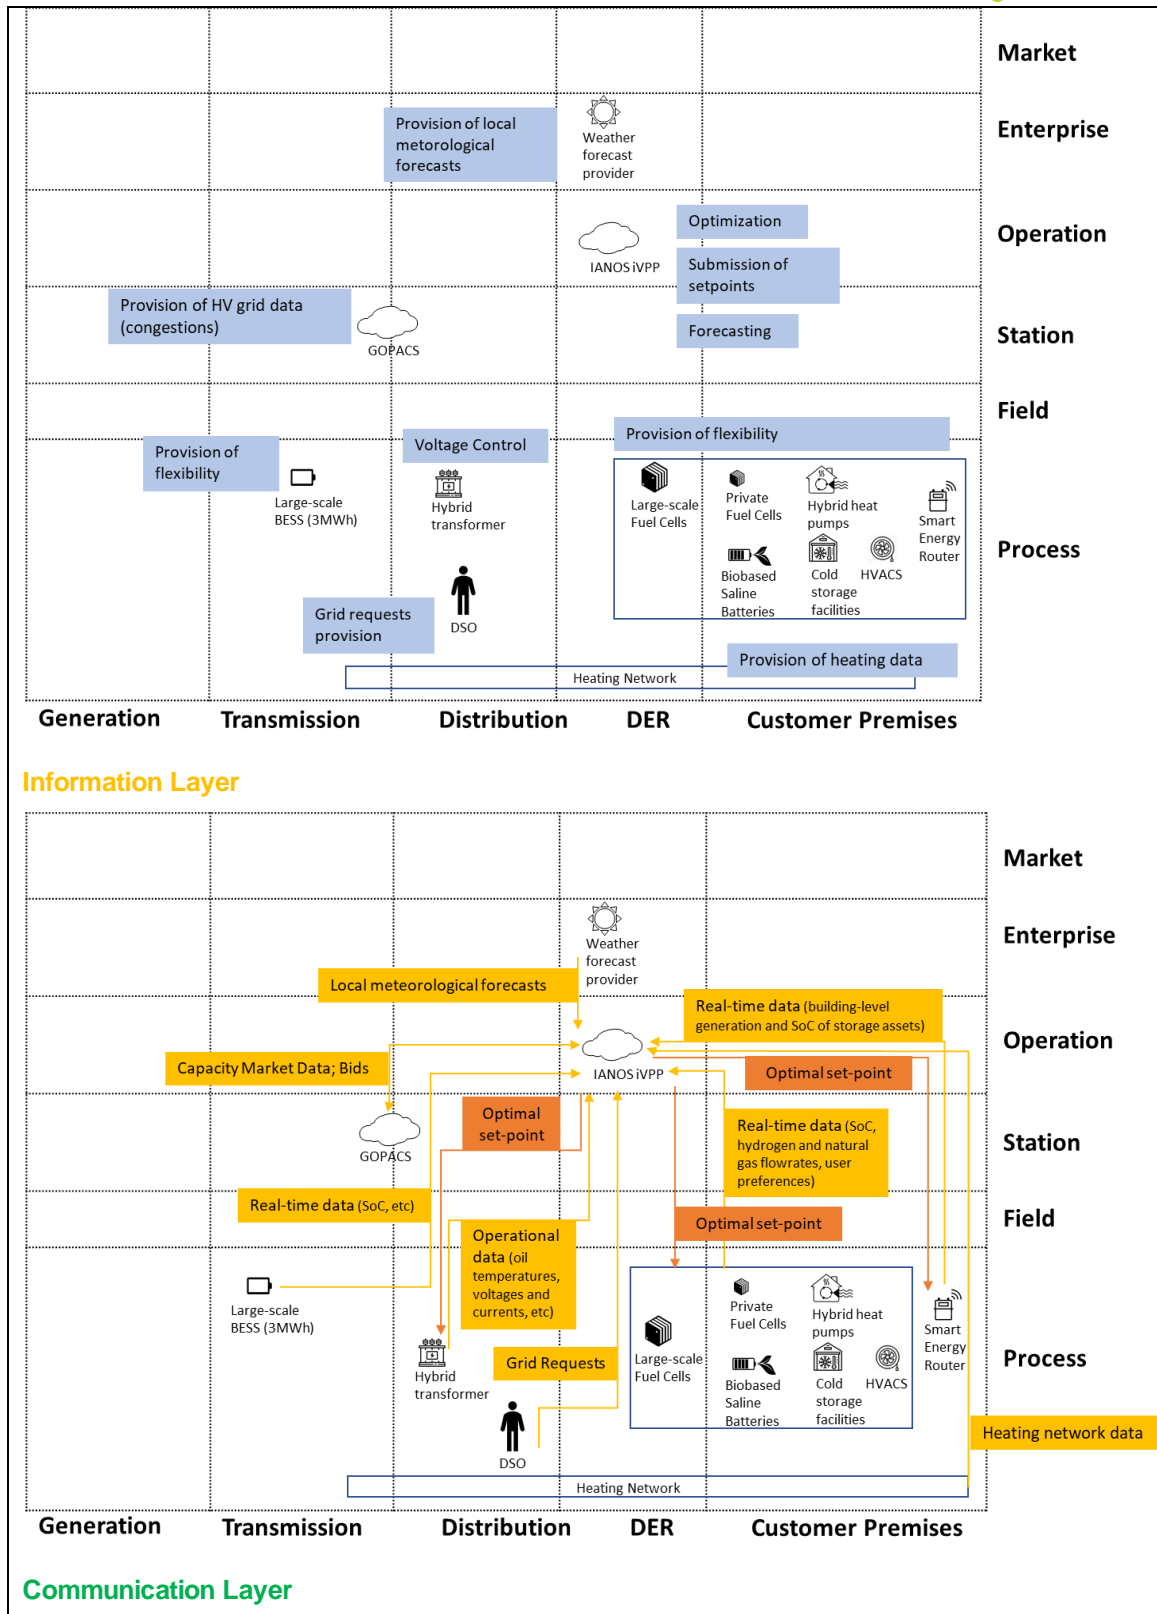 Market
Provision of local
metorological
forecasts
Weather
forecast
provider
Enterprise
Optimization
IANOS iVPP
Submission of
setpoints
Operation
Provision of HV grid data
(congestions)
GOPACS
Forecasting
Station
Field
Provision of flexibility
Provision of
flexibility
Voltage Control
Large-scale
BESS (3MWh)
Hybrid
transformer
Large-scale
Fuel Cells
Private
Fuel Cells
Hybrid heat
pumps
Smart
Energy
Router
Biobased
Saline
Batteries
Cold
storage
facilities
HVACS
Process
Grid requests
provision
DSO
Provision of heating data
Heating Network
Generation
Transmission
Distribution
DER
Customer Premises
Information Layer
Market
Weather
forecast
provider
Enterprise
Local meteorological forecasts
Real-time data (building-level
generation and SoC of storage assets)
Operation
Capacity Market Data; Bids
IANOS iVPP
Optimal set-point
Optimal
set-point
GOPACS
Real-time data (SoC,
hydrogen and
natural
gas flowrates, user
preferences)
Station
Real-time data (SoC, etc)
Field
Operational
data (oil
temperatures,
voltages and
currents, etc)
Optimal set-point
Large-scale
BESS (3MWh)
Hybrid
transformer
Grid Requests
Large-scale
Fuel Cells
Private
Fuel Cells
Hybrid heat
pumps
Smart
Energy
Router
Biobased
Saline
Batteries
Cold
storage
facilities
HVACS
Process
DSO
Heating network data
Heating Network
Generation
Transmission
Distribution
DER
Customer Premises
Communication Layer